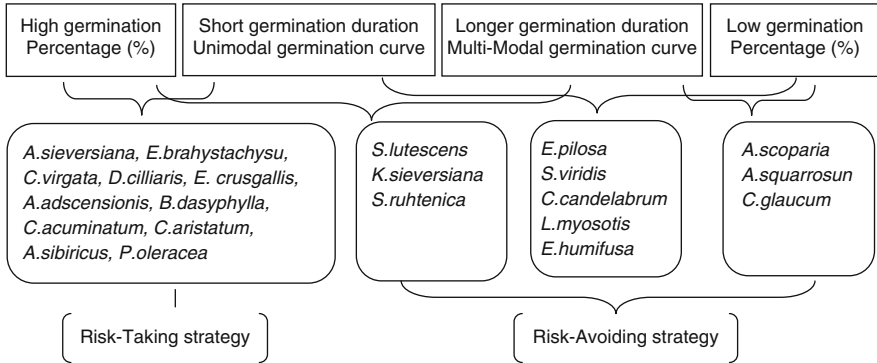 High germination
Percentage (%)
Short germination duration
Unimodal germination curve
Longer germination duration
Multi-Modal germination curve
Low germination
Percentage (%)
A.sieversiana, E.brahystachysu,
C.virgata, D.cilliaris, E. crusgallis,
A.adscensionis, B.dasyphylla,
C.acuminatum, C.aristatum,
A.sibiricus, P.oleracea
S.lutescens
K.sieversiana
S.ruhtenica
E.pilosa
S.viridis
C.candelabrum
L.myosotis
E.humifusa
A.scoparia
A.squarrosun
C.glaucum
Risk-Taking strategy
Risk-Avoiding strategy